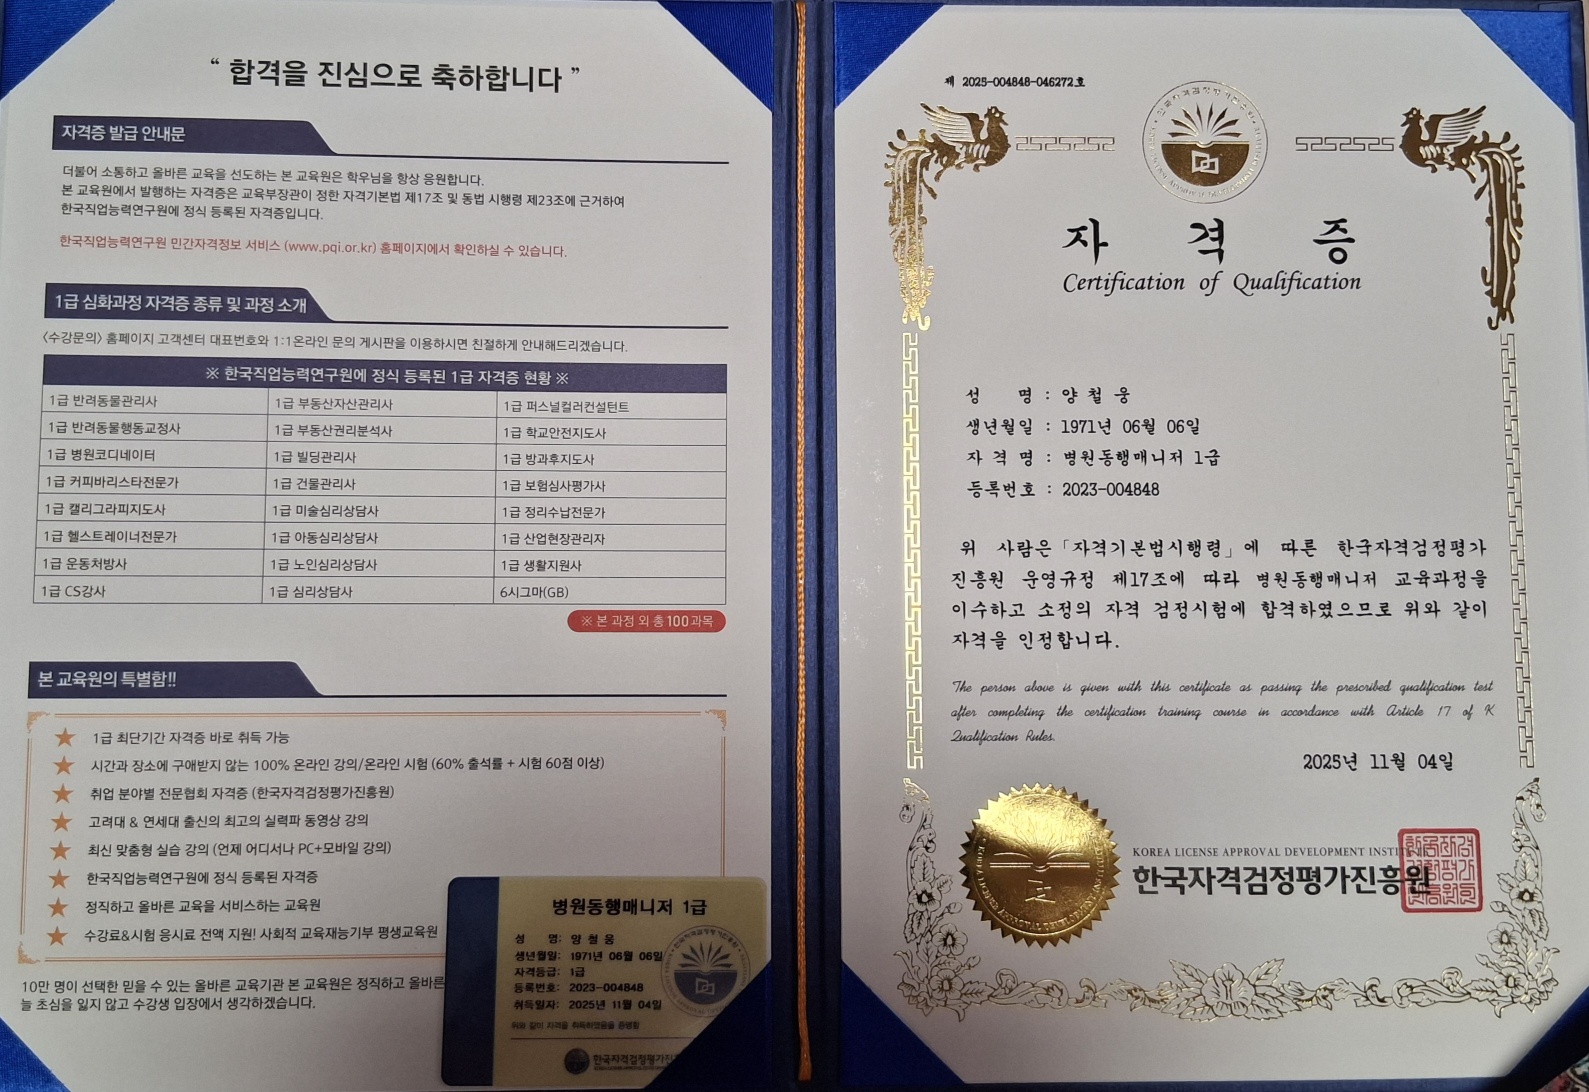 “ 합격을 진심으로 축하합니다 ”
자격증 발급 안내문
더불어 소통하고 올바른 교육을 선도하는 본 교육원은 학우님을 항상 응원합니다.
본 교육원에서 발행하는 자격증은 교육부장관이 정한 자격기본법 제17조 및 동법 시행령 제23조에 근거하여
한국직업능력연구원에 정식 등록된 자격증입니다.
한국직업능력연구원 민간자격정보 서비스 (www.pqi.or.kr) 홈페이지에서 확인하실 수 있습니다.
1급 심화과정 자격증 종류 및 과정 소개
<수강문의> 홈페이지 고객센터 대표번호와 1:1온라인 문의 게시판을 이용하시면 친절하게 안내해드리겠습니다.
※ 한국직업능력연구원에 정식 등록된 1급 자격증 현황 ※
1급 반려동물관리사 1급 부동산자산관리사 1급 퍼스널컬러컨설턴트
1급 반려동물행동교정사 1급 부동산권리분석사 1급 학교안전지도사
1급 병원코디네이터 1급 빌딩관리사 1급 방과후지도사
1급 커피바리스타전문가 1급 건물관리사 1급 보험심사평가사
1급 캘리그라피지도사 1급 미술심리상담사 1급 정리수납전문가
1급 헬스트레이너전문가 1급 아동심리상담사 1급 산업현장관리자
1급 운동처방사 1급 노인심리상담사 1급 생활지원사
1급 CS강사 1급 심리상담사 6시그마(GB)
※ 본 과정 외 총 100 과목
본 교육원의 특별함!!
★ 1급 최단기간 자격증 바로 취득 가능
★ 시간과 장소에 구애받지 않는 100% 온라인 강의/온라인 시험 (60% 출석률 + 시험 60점 이상)
★ 취업 분야별 전문협회 자격증 (한국자격검정평가진흥원)
★ 고려대 & 연세대 출신의 최고의 실력파 동영상 강의
★ 최신 맞춤형 실습 강의 (언제 어디서나 PC+모바일 강의)
★ 한국직업능력연구원에 정식 등록된 자격증
★ 정직하고 올바른 교육을 서비스하는 교육원
★ 수강료&시험 응시료 전액 지원! 사회적 교육재능기부 평생교육원
10만 명이 선택한 믿을 수 있는 올바른 교육기관 본 교육원은 정직하고 올바른
늘 초심을 잃지 않고 수강생 입장에서 생각하겠습니다.
병원동행매니저 1급
성 명: 양 철 웅
생년월일: 1971년 06월 06일
자격등급: 1급
등록번호: 2023-004848
취득일자: 2025년 11월 04일
위와 같이 자격을 취득하였음을 증명함
한국자격검정평가진
제 2025-004848-046272호
자 격 증
Certification of Qualification
성 명 : 양 철 웅
생년월일 : 1971년 06월 06일
자 격 명 : 병원동행매니저 1급
등록번호 : 2023-004848
위 사람은「자격기본법시행령」에 따른 한국자격검정평가
진흥원 운영규정 제17조에 따라 병원동행매니저 교육과정을
이수하고 소정의 자격 검정시험에 합격하였으므로 위와 같이
자격을 인정합니다.
The person above is given with this certificate as passing the prescribed qualification test
after completing the certification training course in accordance with Article 17 of K
Qualification Rules.
2025년 11월 04일
KOREA LICENSE APPROVAL DEVELOPMENT
한국자격검정평가진흥원